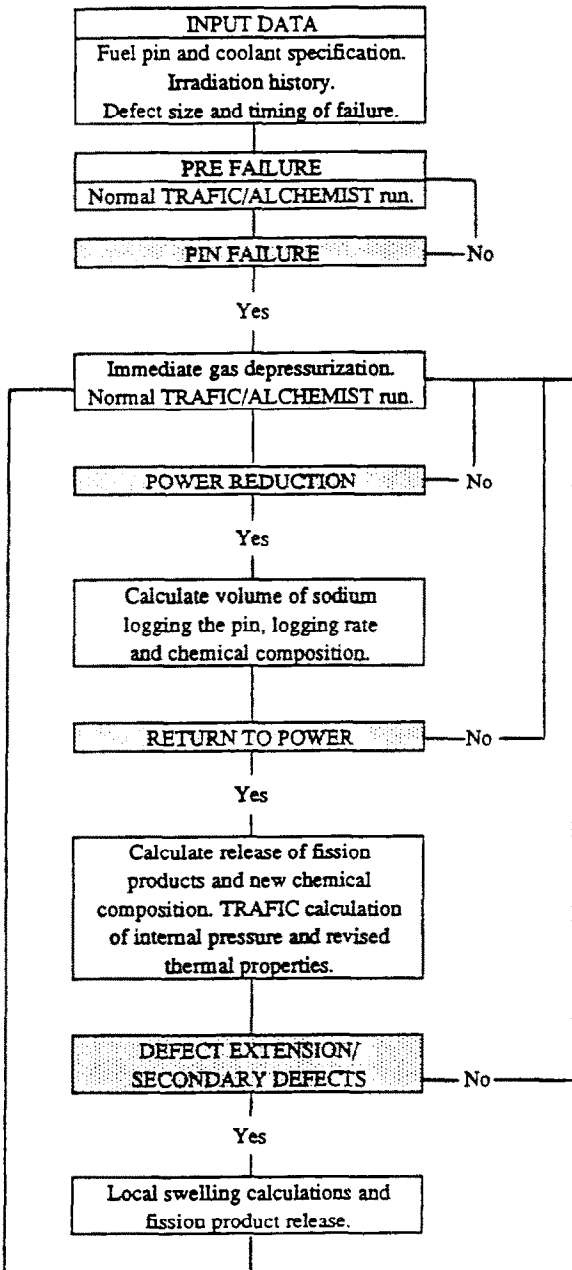 INPUT DATA
Fuel pin and coolant specification.
Irradiation history.
Defect size and timing of failure.
PRE FAILURE
Normal TRAFIC/ALCHEMIST run.
PIN FAILURE
No
Yes
Immediate gas depressurization.
Normal TRAFIC/ALCHEMIST run.
POWER REDUCTION
No
Yes
Calculate volume of sodium
logging the pin, logging rate
and chemical composition.
RETURN TO POWER
No
Yes
Calculate release of fission
products and new chemical
composition. TRAFIC calculation
of internal pressure and revised
thermal properties.
DEFECT EXTENSION/
SECONDARY DEFECTS
No
Yes
Local swelling calculations and
fission product release.